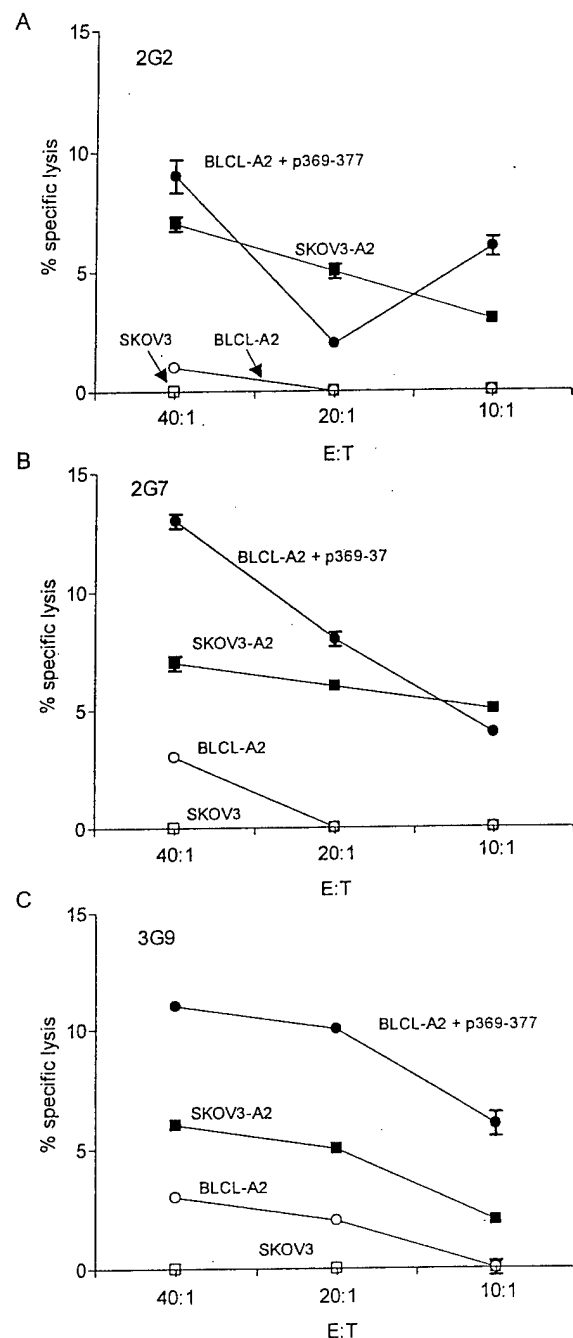 A
2G2
15
10
5
0
% specific lysis
BLCL-A2 + p369-377
SKOV3-A2
SKOV3
BLCL-A2
40:1
20:1
10:1
E:T
B
2G7
15
10
5
0
% specific lysis
BLCL-A2 + p369-37
SKOV3-A2
BLCL-A2
SKOV3
40:1
20:1
10:1
E:T
C
3G9
15
10
5
0
% specific lysis
BLCL-A2 + p369-377
SKOV3-A2
BLCL-A2
SKOV3
40:1
20:1
10:1
E:T